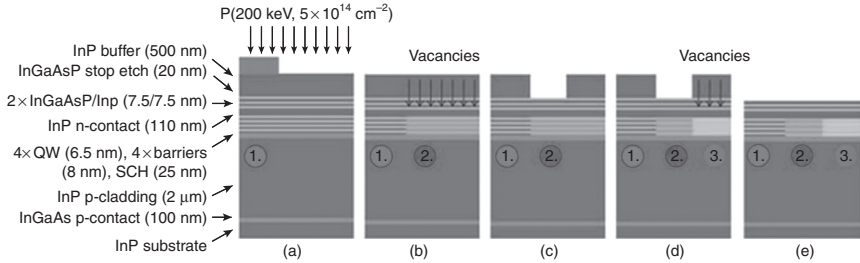 P(200 keV, 5×10¹⁴ cm⁻²)
InP buffer (500 nm)
InGaAsP stop etch (20 nm)
2×InGaAsP/Inp (7.5/7.5 nm)
InP n-contact (110 nm)
4×QW (6.5 nm), 4×barriers
(8 nm), SCH (25 nm)
InP p-cladding (2 μm)
InGaAs p-contact (100 nm)
InP substrate
Vacancies
Vacancies
1.
1. 2.
1. 2.
1. 2. 3.
1. 2. 3.
(a) (b) (c) (d) (e)